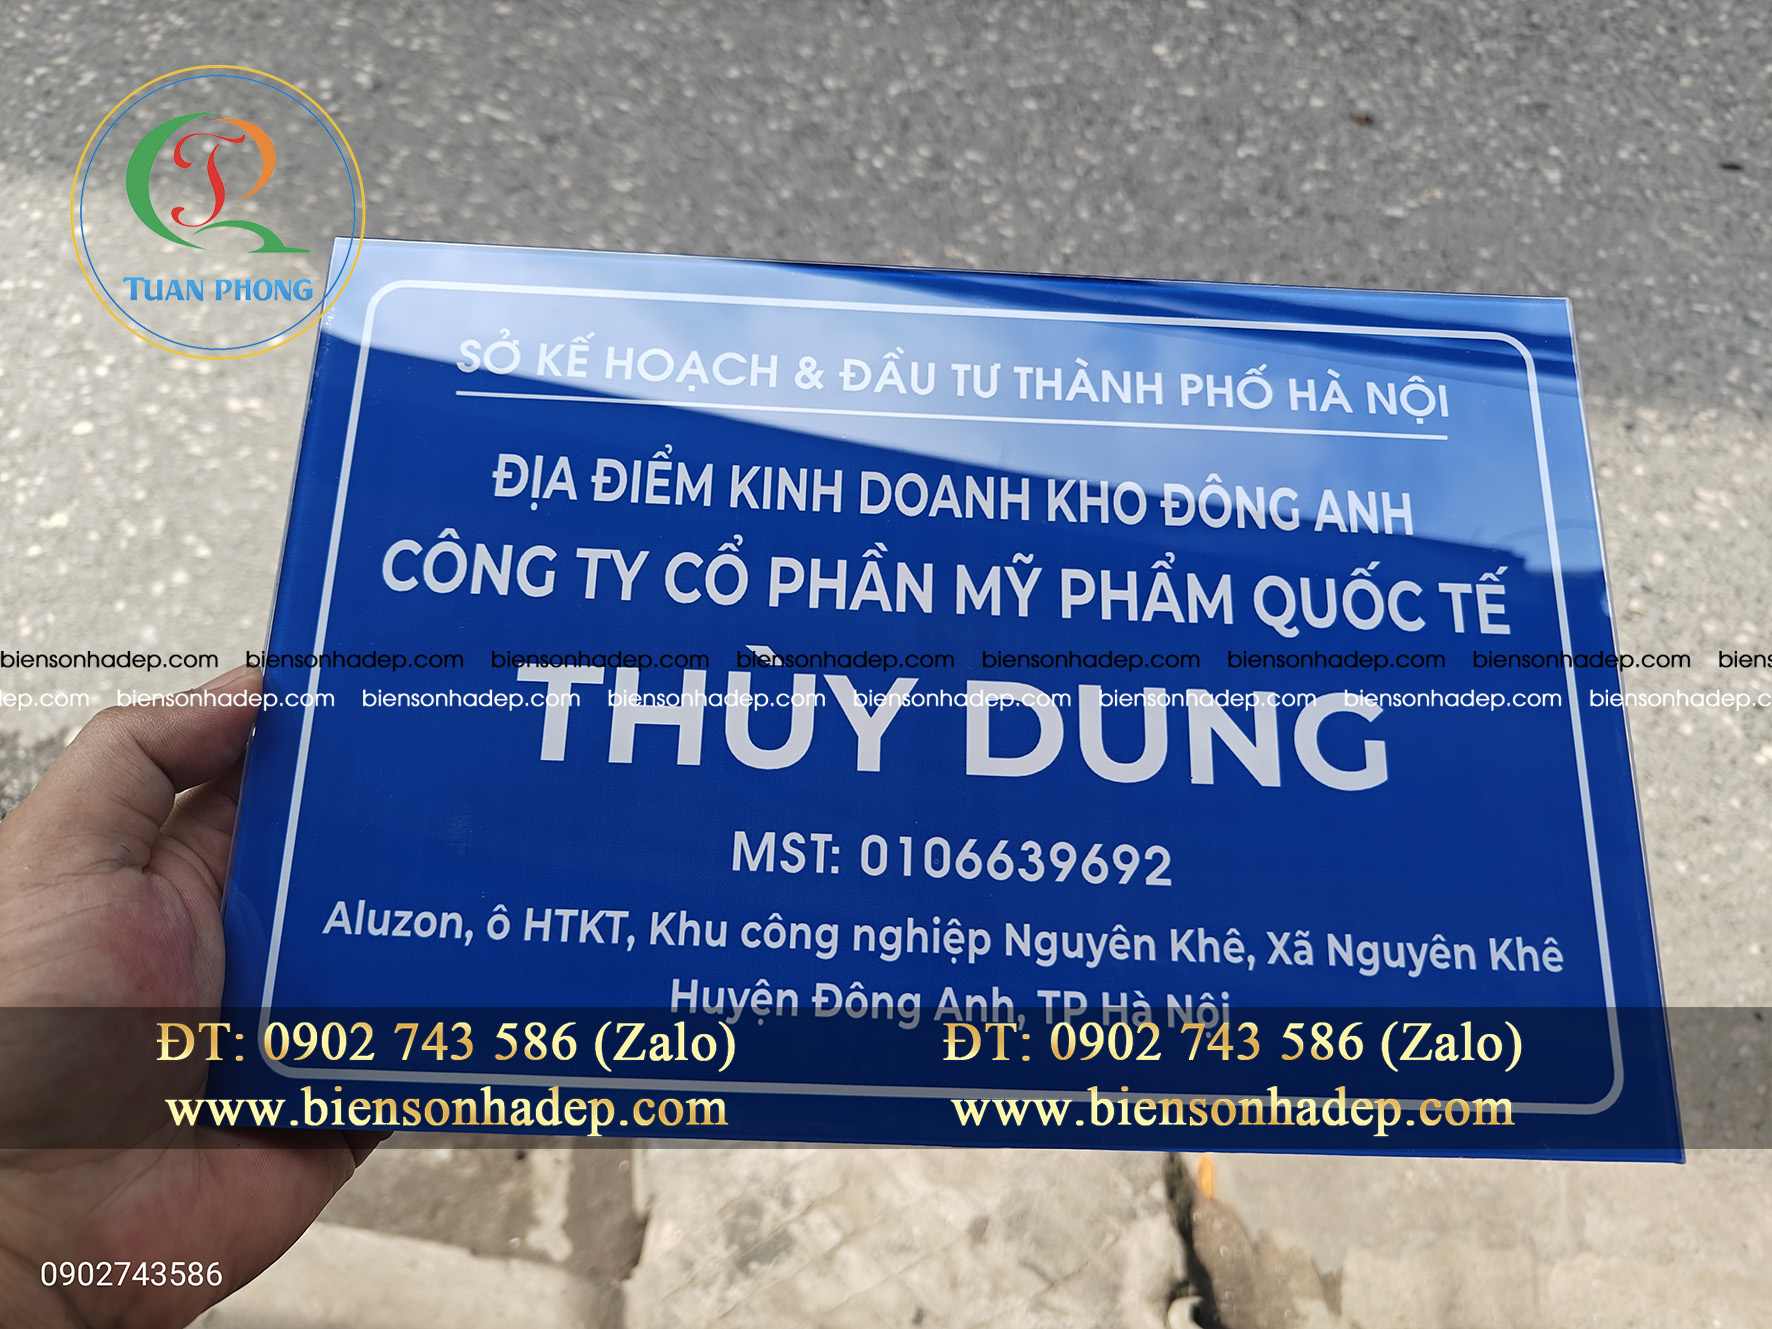 TUAN PHONG
SỞ KẾ HOẠCH & ĐẦU TƯ THÀNH PHỐ HÀ NỘI
ĐỊA ĐIỂM KINH DOANH KHO ĐÔNG ANH
CÔNG TY CỔ PHẦN MỸ PHẨM QUỐC TẾ
biensonhadep.com biensonhadep.com biensonhadep.com biensonhadep.com biensonhadep.com biensonhadep.com biensonhadep.com biens
dep.com biensonhadep.com biensonhadep.com biensonhadep.com biensonhadep.com biensonhadep.com biensonhadep.com biensonhadep.c
THÙY DUNG
MST: 0106639692
Aluzon, ô HTKT, Khu công nghiệp Nguyên Khê, Xã Nguyên Khê
Huyện Đông Anh, TP Hà Nội
ĐT: 0902 743 586 (Zalo) ĐT: 0902 743 586 (Zalo)
www.biensonhadep.com www.biensonhadep.com
0902743586